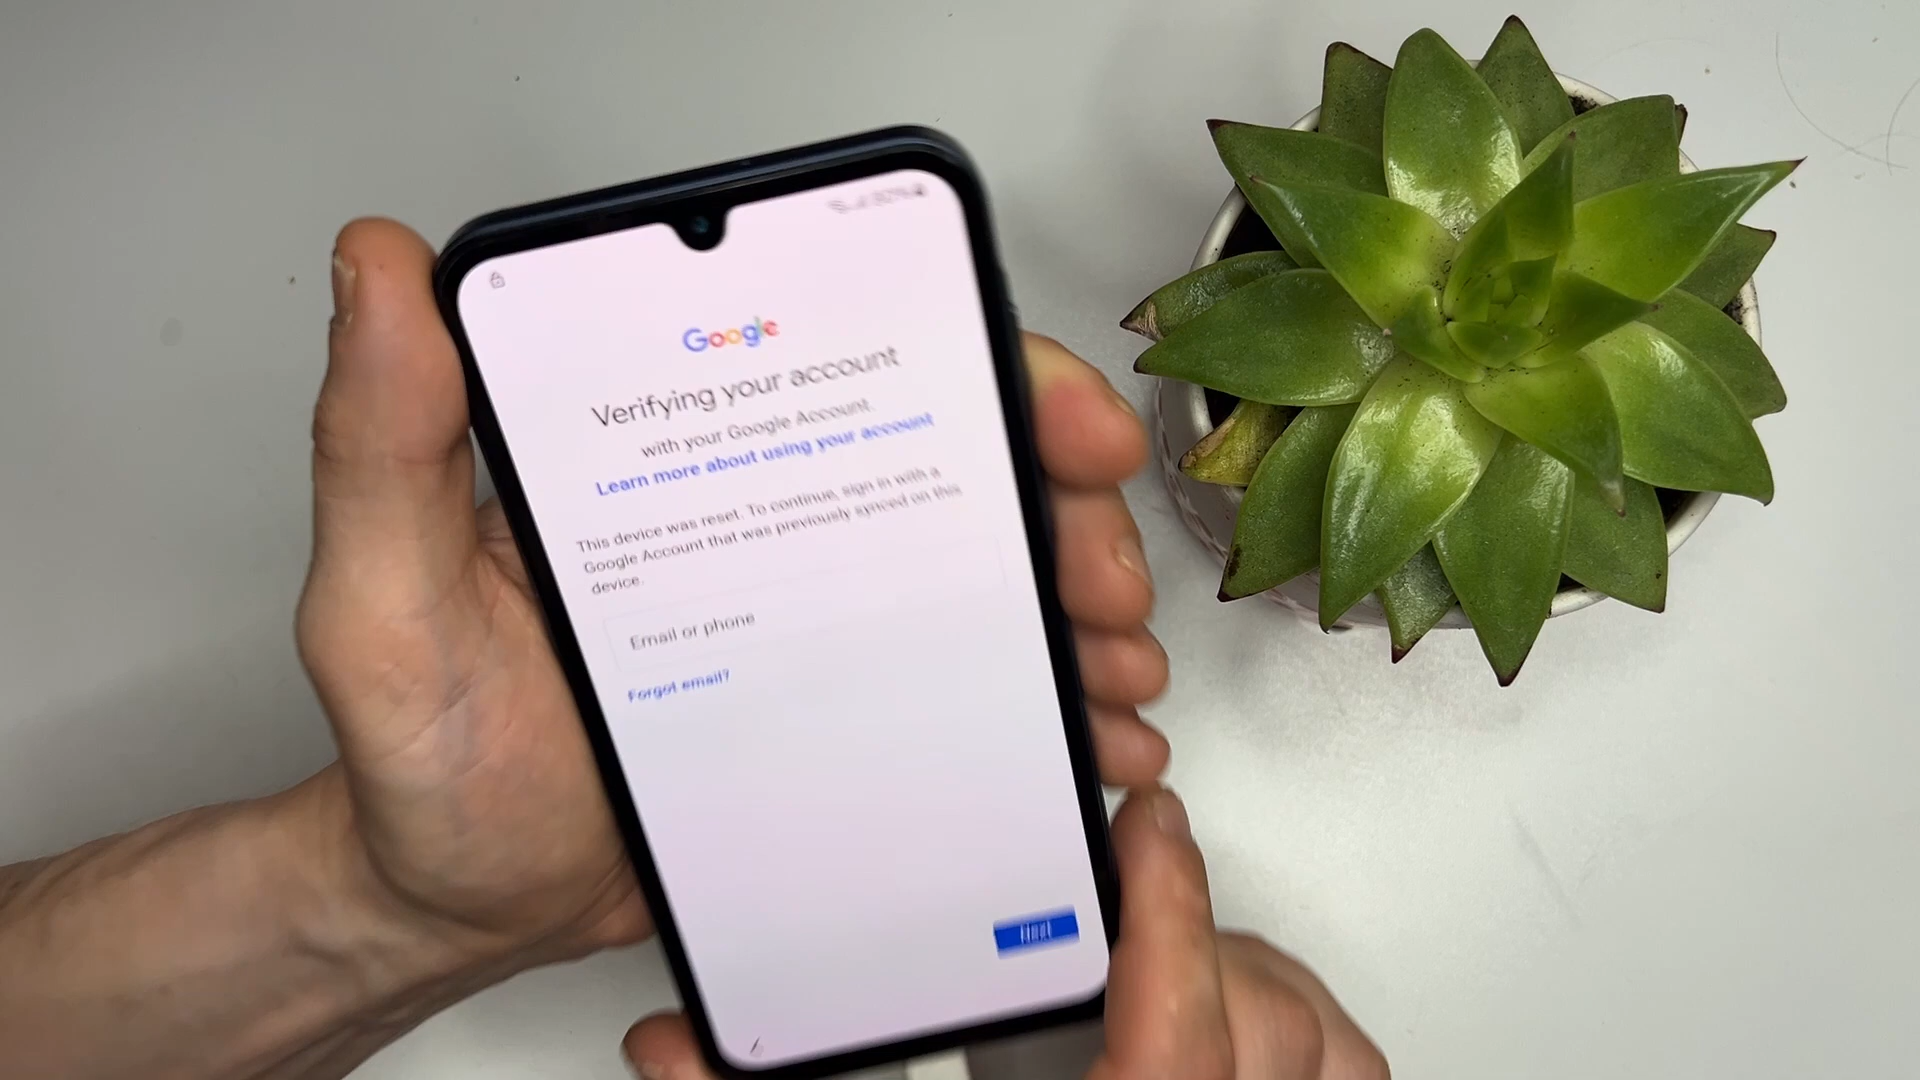 Google
Verifying your account
with your Google Account.
Learn more about using your account
This device was reset. To continue, sign in with a
Google Account that was previously synced on this
device.
Email or phone
Forgot email?
Next